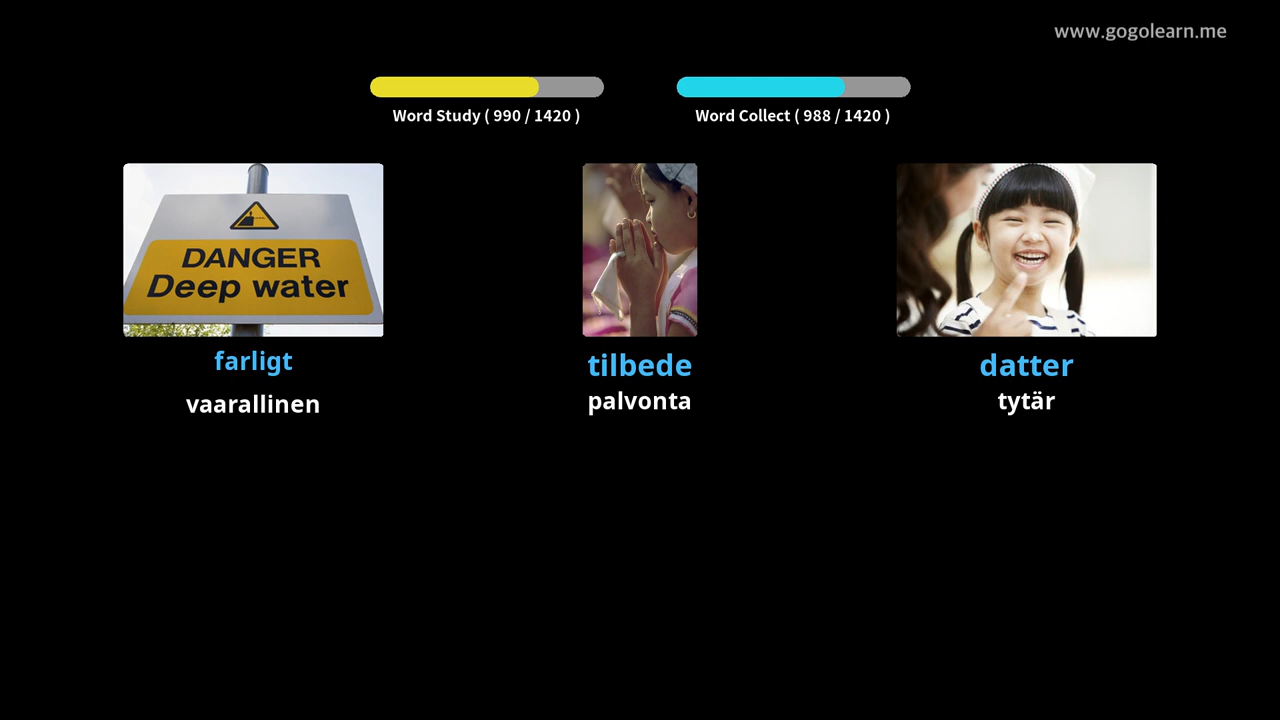 www.gogolearn.me
Word Study ( 990 / 1420 )
Word Collect ( 988 / 1420 )
DANGER
Deep water
farligt
tilbede
datter
vaarallinen
palvonta
tytär